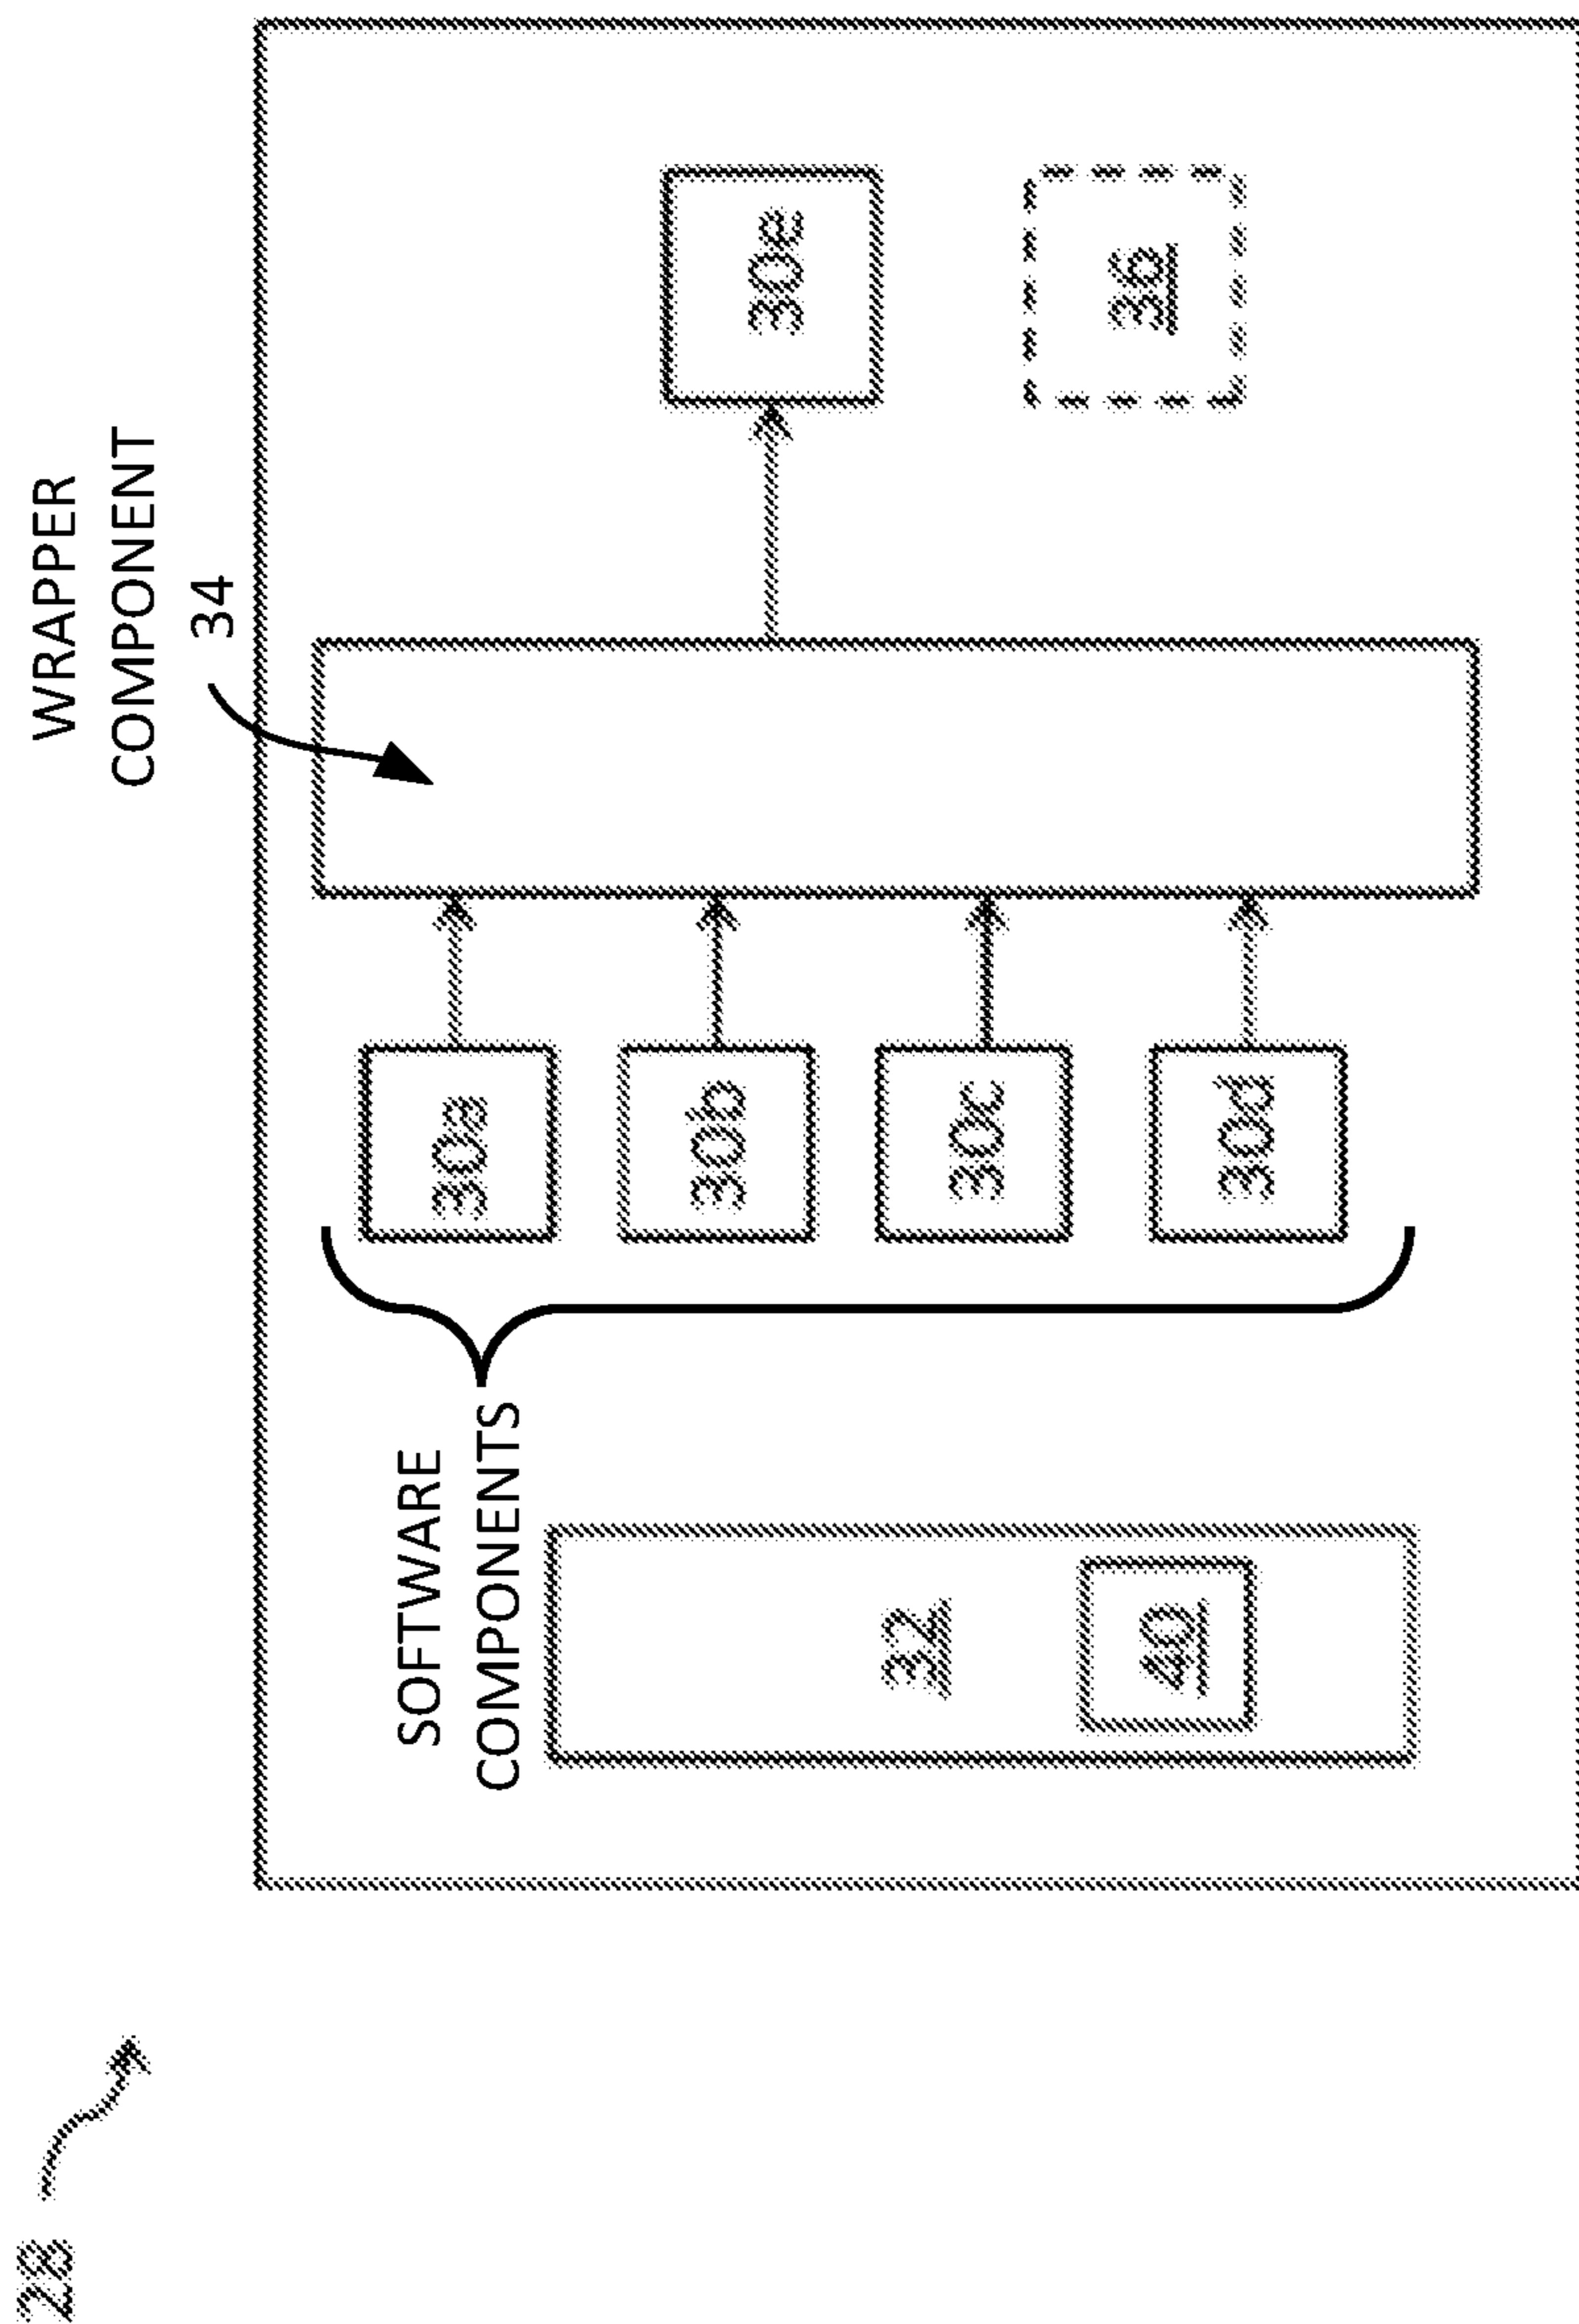 28
WRAPPER
COMPONENT
34
SOFTWARE
COMPONENTS
32
40
30a
30b
30c
30d
30e
36